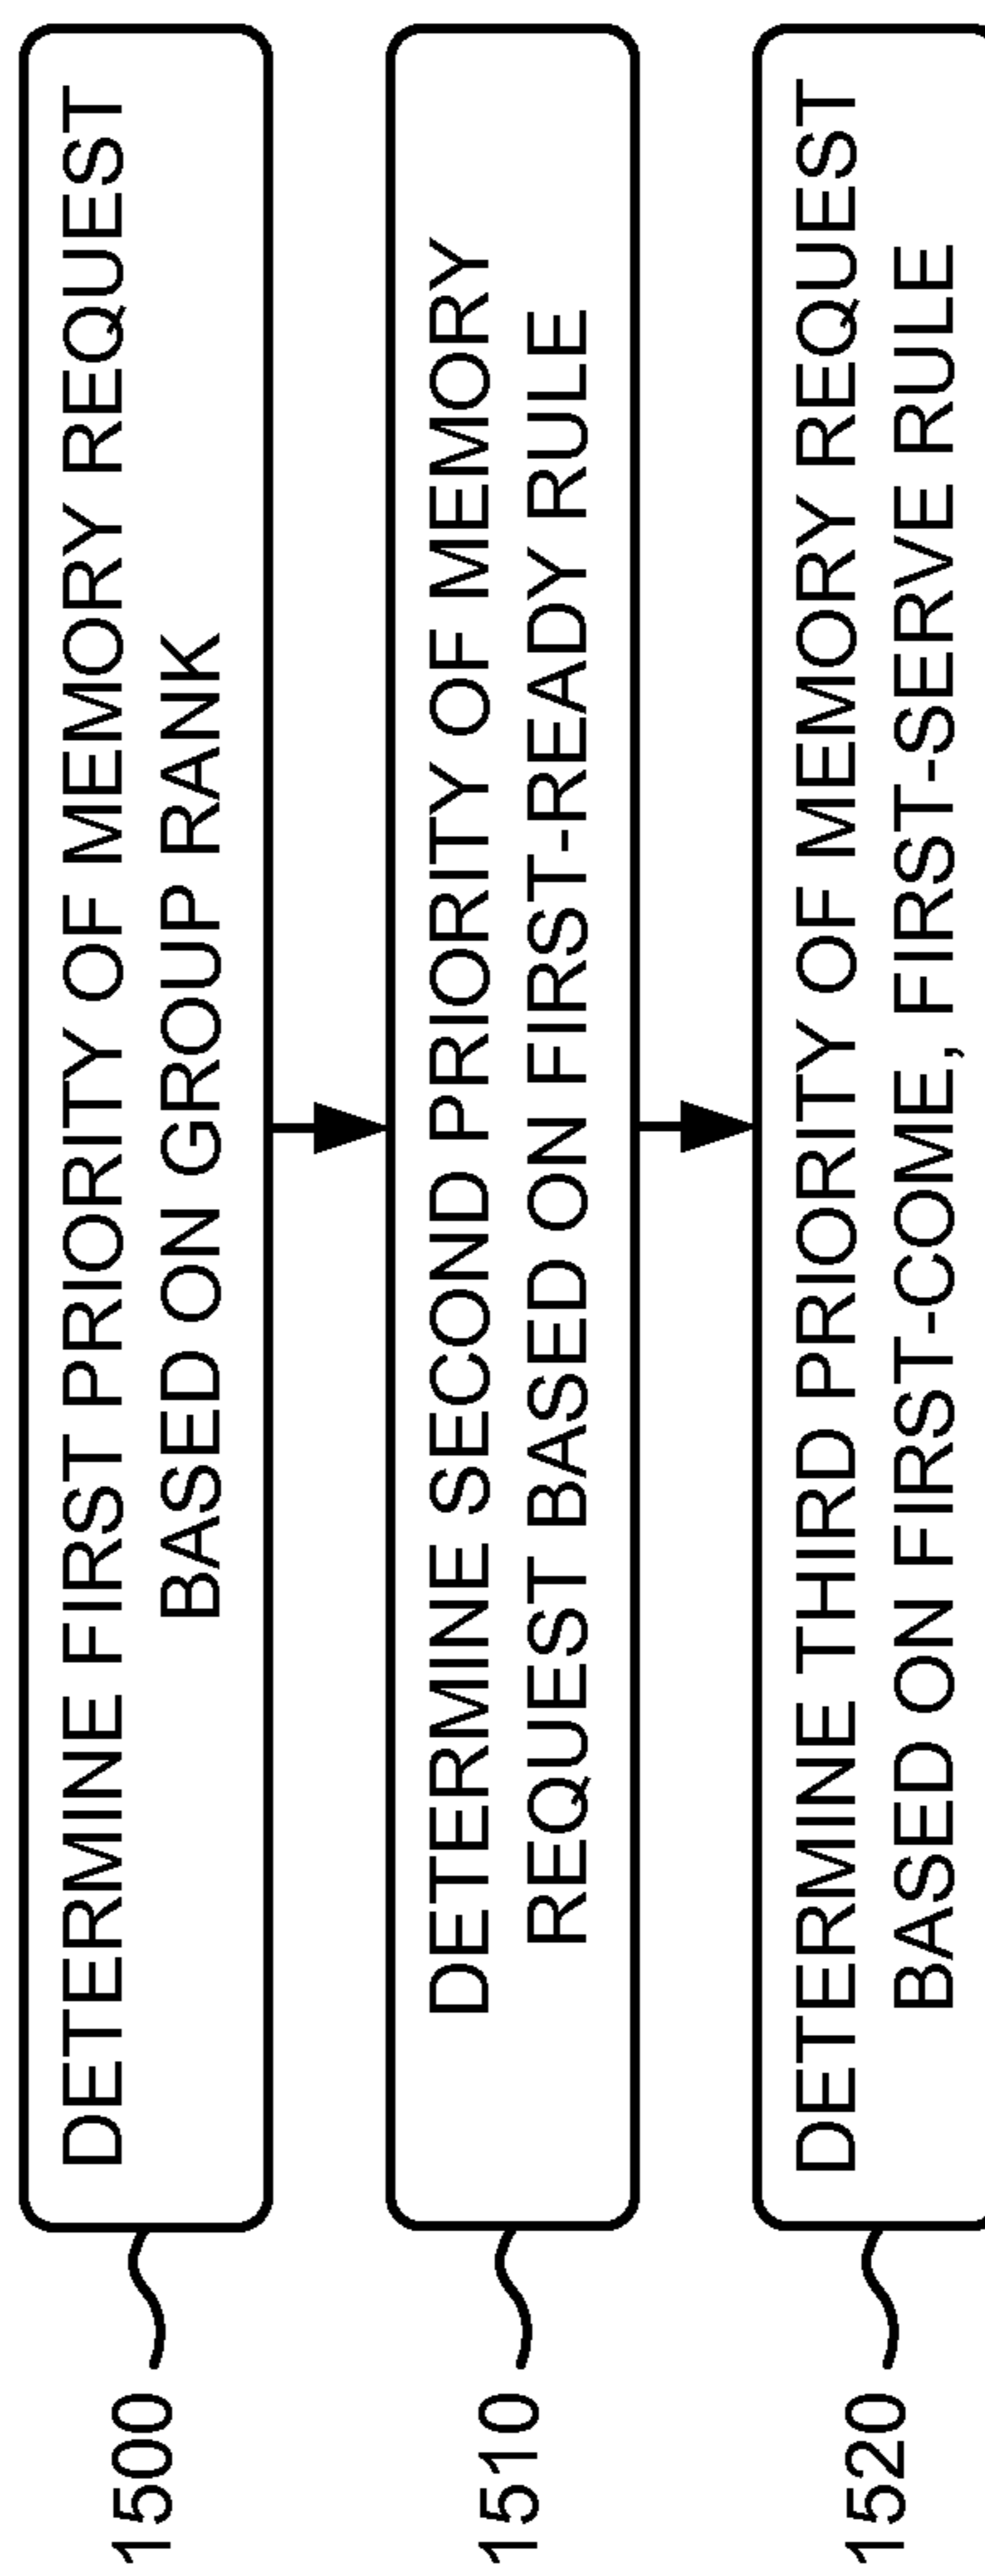 1500
DETERMINE FIRST PRIORITY OF MEMORY REQUEST
BASED ON GROUP RANK
1510
DETERMINE SECOND PRIORITY OF MEMORY
REQUEST BASED ON FIRST-READY RULE
1520
DETERMINE THIRD PRIORITY OF MEMORY REQUEST
BASED ON FIRST-COME, FIRST-SERVE RULE